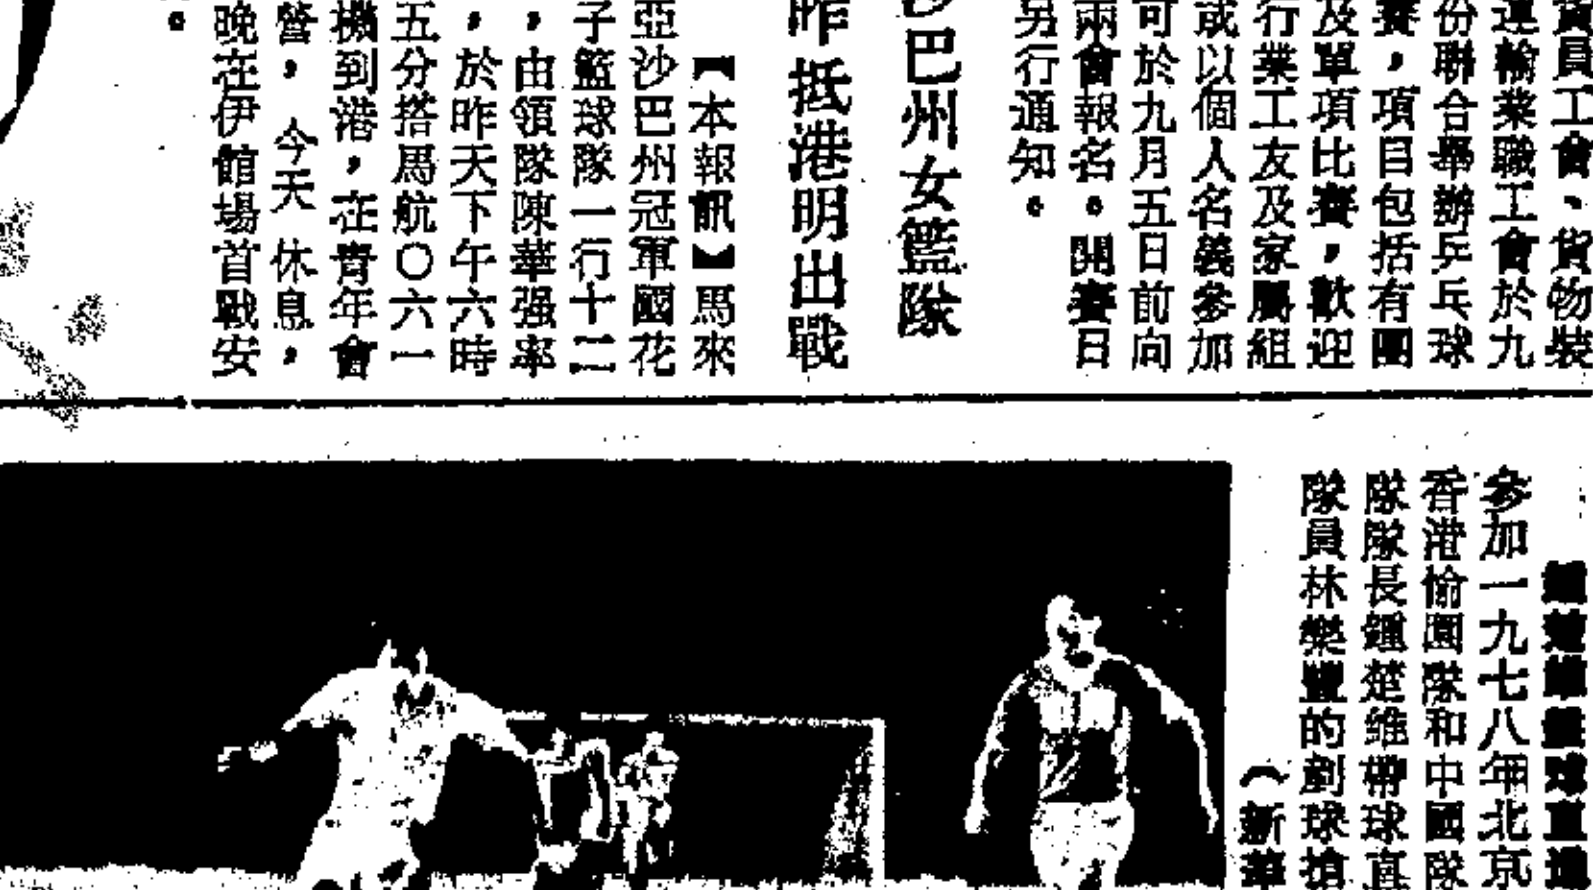 貨員工會、貨物裝
運輸業職工會於九
份聯合舉辦乒乓球
賽，項目包括有團
及單項比賽，歡迎
行業工友及家屬組
或以個人名義參加
可於九月五日前向
兩會報名。開賽日
另行通知。
沙巴州女籃隊
昨抵港明出戰
【本報訊】馬來
亞沙巴州冠軍國花
子籃球隊一行十二
，由領隊陳華强率
，於昨天下午六時
五分搭馬航〇六一
機到港，在青年會
營，今天休息，
晚在伊館場首戰安
。
參加一九七八年北京
香港愉園隊和中國隊
隊隊長鍾楚維帶球直
隊員林樂豐的剷球搶
（新華